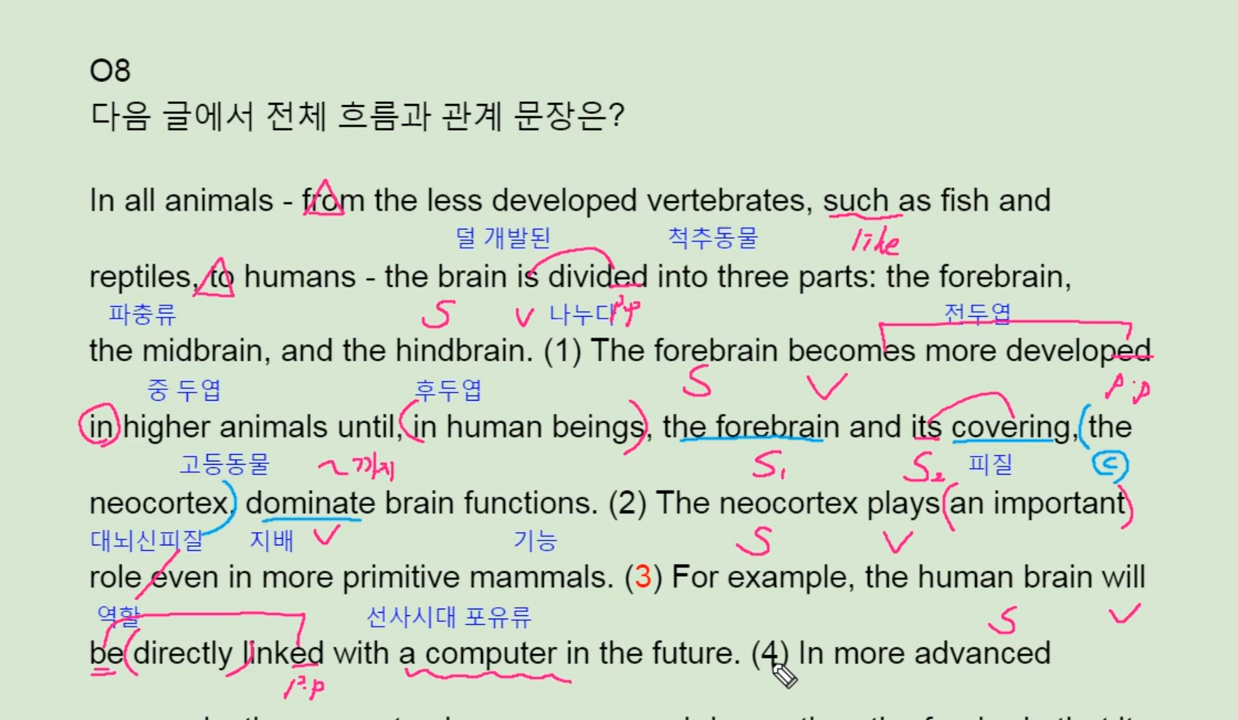 O8
다음 글에서 전체 흐름과 관계 문장은?
In all animals - from the less developed vertebrates, such as fish and
덜 개발된 척추동물 like
reptiles, to humans - the brain is divided into three parts: the forebrain,
파충류 S V 나누다 p.p 전두엽
the midbrain, and the hindbrain. (1) The forebrain becomes more developed
중 두엽 후두엽 S V p.p
in higher animals until, in human beings, the forebrain and its covering, the
고등동물 ~까지 S₁ S₂ 피질 C
neocortex, dominate brain functions. (2) The neocortex plays an important
대뇌신피질 지배 V 기능 S V
role even in more primitive mammals. (3) For example, the human brain will
역할 선사시대 포유류 S V
be directly linked with a computer in the future. (4) In more advanced
p.p